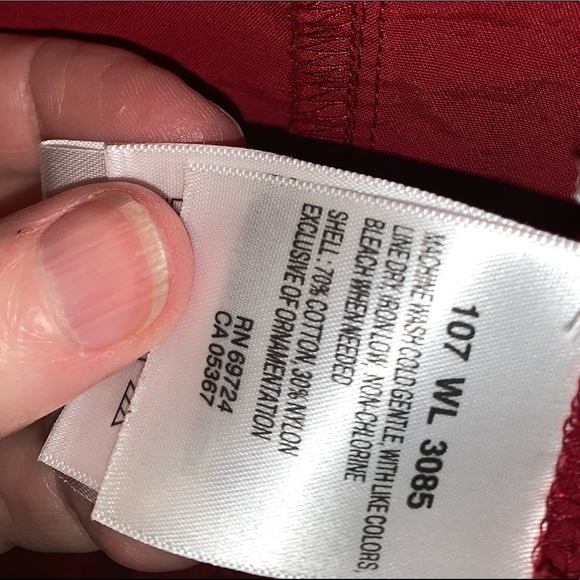 107 WL 3085
MACHINE WASH COLD GENTLE, WITH LIKE COLORS,
LINE DRY, IRON LOW, NON-CHLORINE
BLEACH WHEN NEEDED
SHELL : 70% COTTON 30% NYLON
EXCLUSIVE OF ORNAMENTATION
RN 69724
CA 05367